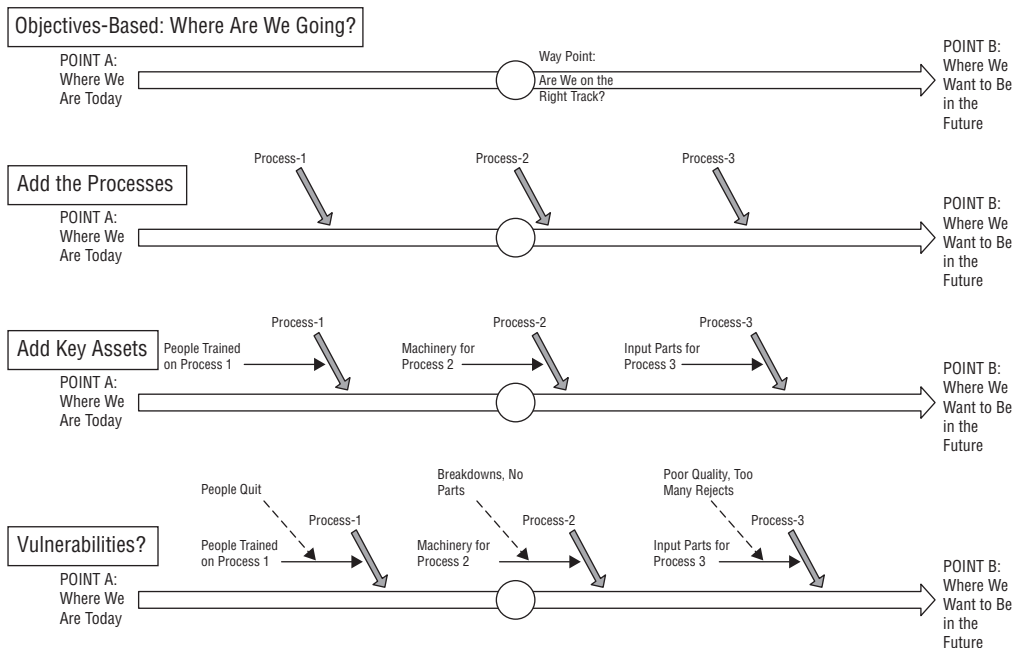 Objectives-Based: Where Are We Going?
POINT A:
Where We
Are Today
Way Point:
Are We on the
Right Track?
POINT B:
Where We
Want to Be
in the
Future
Add the Processes
Process-1
Process-2
Process-3
POINT A:
Where We
Are Today
POINT B:
Where We
Want to Be
in the
Future
Add Key Assets
People Trained
on Process 1
Process-1
Machinery for
Process 2
Process-2
Input Parts for
Process 3
Process-3
POINT A:
Where We
Are Today
POINT B:
Where We
Want to Be
in the
Future
Vulnerabilities?
People Quit
People Trained
on Process 1
Process-1
Breakdowns, No
Parts
Machinery for
Process 2
Process-2
Poor Quality, Too
Many Rejects
Input Parts for
Process 3
Process-3
POINT A:
Where We
Are Today
POINT B:
Where We
Want to Be
in the
Future